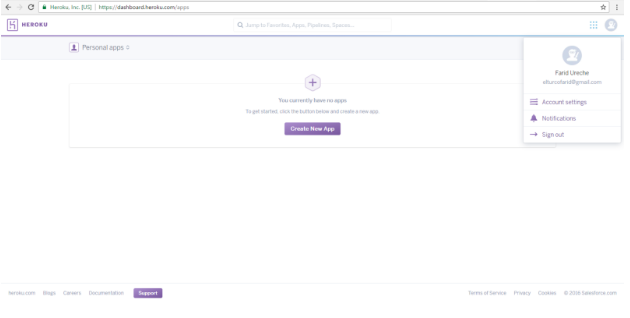 Heroku, Inc. [US] | https://dashboard.heroku.com/apps
HEROKU
Jump to Favorites, Apps, Pipelines, Spaces...
Personal apps
Farid Ureche
Account settings
Notifications
Sign out
You currently have no apps
To get started, click the button below and create a new app
Create New App
heroku.com Blogs Careers Documentation Support
Terms of Service Privacy Cookies © 2016 Salesforce.com